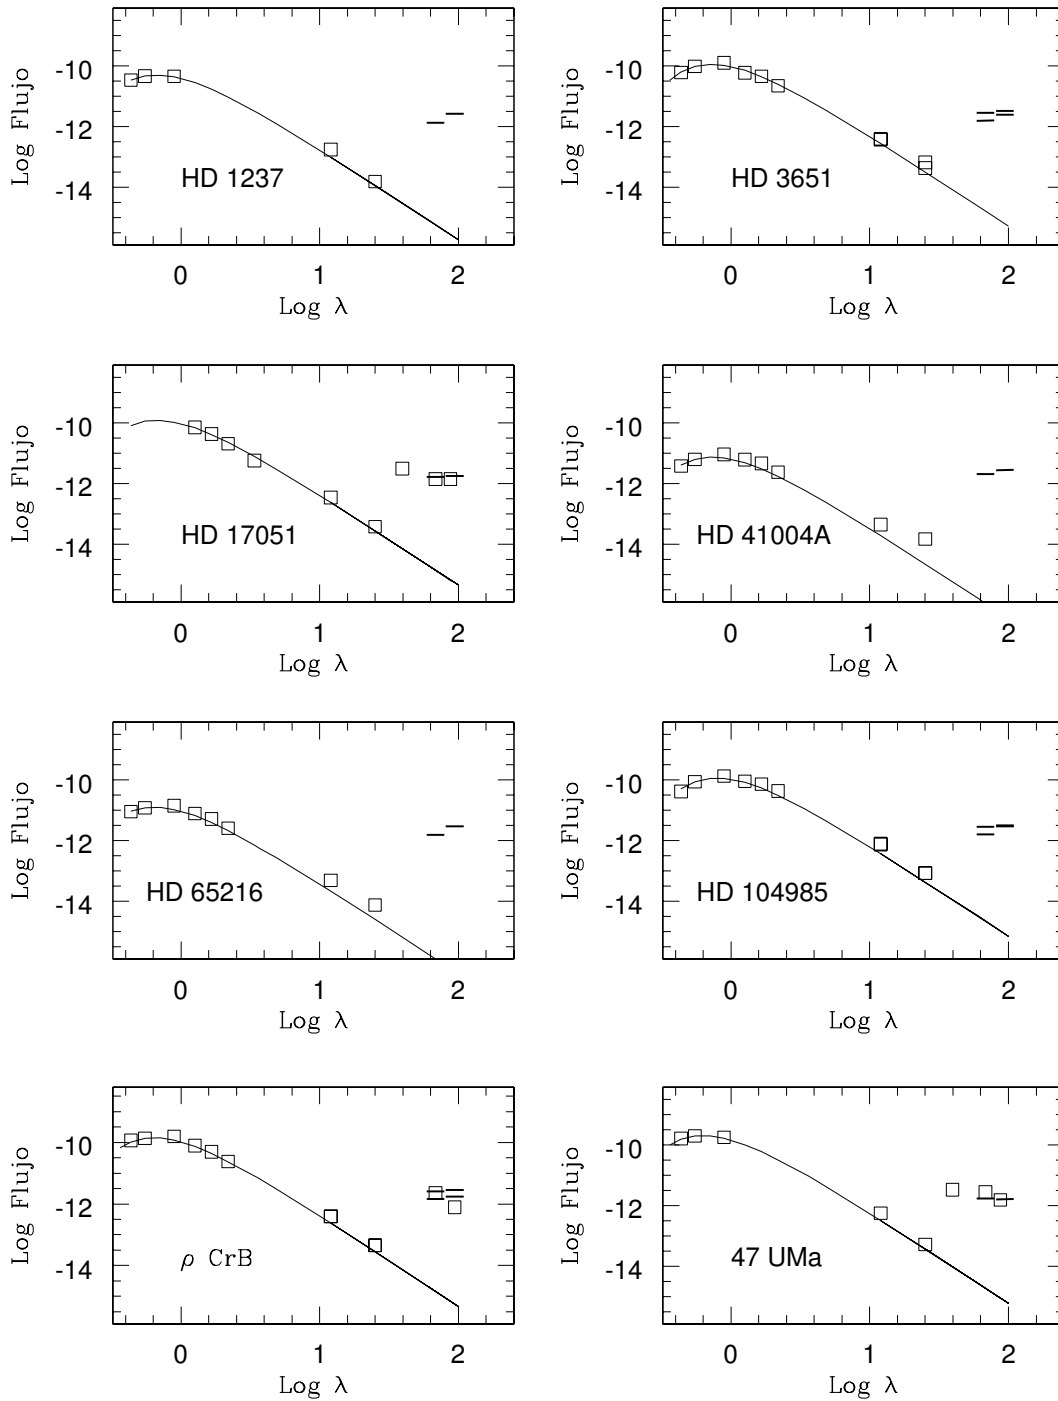 Log Flujo
-10
-12
-14
HD 1237
0 1 2
Log λ
Log Flujo
-10
-12
-14
HD 3651
0 1 2
Log λ
Log Flujo
-10
-12
-14
HD 17051
0 1 2
Log λ
Log Flujo
-10
-12
-14
HD 41004A
0 1 2
Log λ
Log Flujo
-10
-12
-14
HD 65216
0 1 2
Log λ
Log Flujo
-10
-12
-14
HD 104985
0 1 2
Log λ
Log Flujo
-10
-12
-14
ρ CrB
0 1 2
Log λ
Log Flujo
-10
-12
-14
47 UMa
0 1 2
Log λ